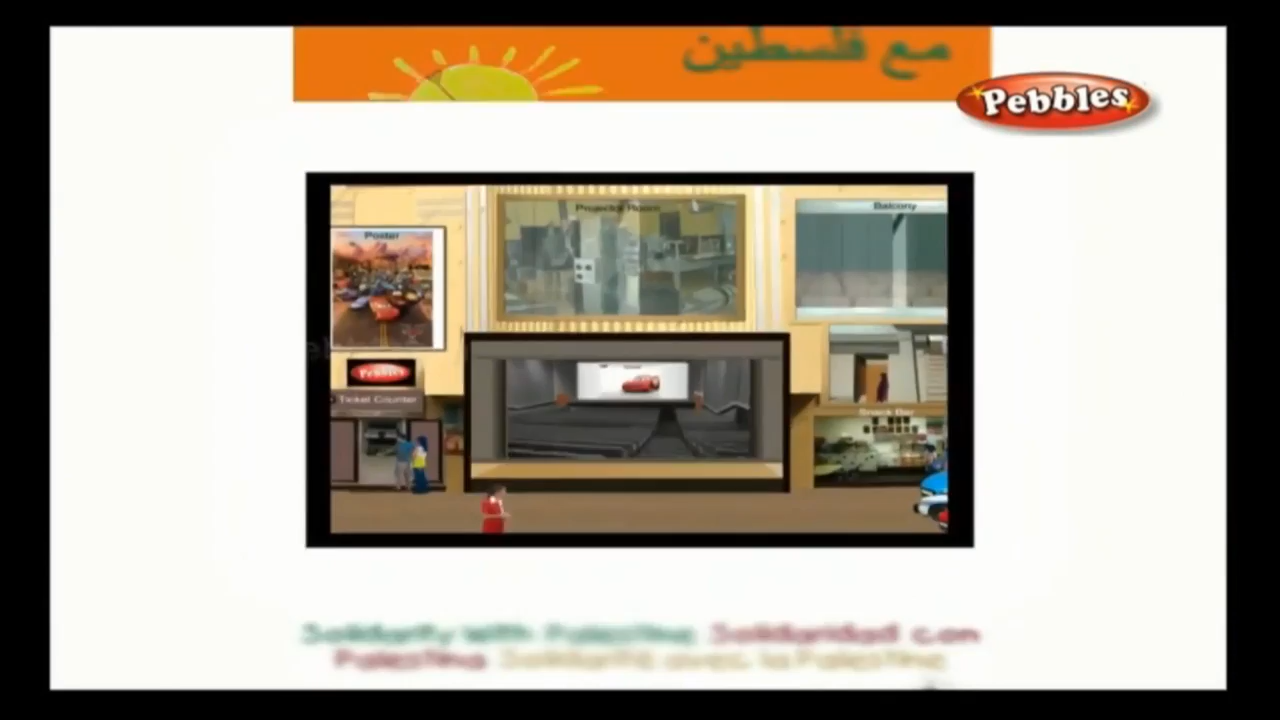 مع فلسطين
Pebbles
Projector Room
Balcony
Poster
Pebbles
Ticket Counter
Snack Bar
Solidarity With Palestine Solidaridad con
Palestina Solidarité avec la Palestine